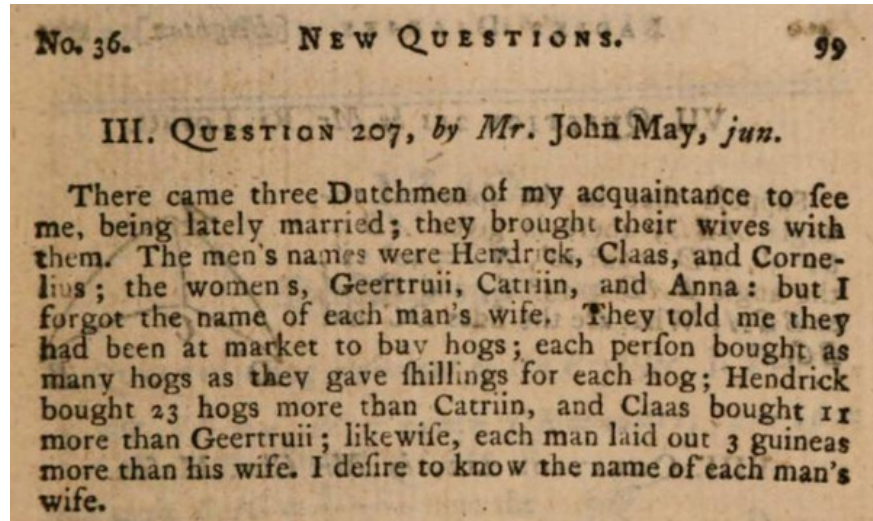 No. 36. NEW QUESTIONS. 99
III. QUESTION 207, by Mr. John May, jun.
There came three Dutchmen of my acquaintance to ſee
me, being lately married; they brought their wives with
them. The men's names were Hendrick, Claas, and Corne-
lius; the women's, Geertruii, Catriin, and Anna: but I
forgot the name of each man's wife. They told me they
had been at market to buy hogs; each perſon bought as
many hogs as they gave ſhillings for each hog; Hendrick
bought 23 hogs more than Catriin, and Claas bought 11
more than Geertruii; likewiſe, each man laid out 3 guineas
more than his wife. I deſire to know the name of each man's
wife.